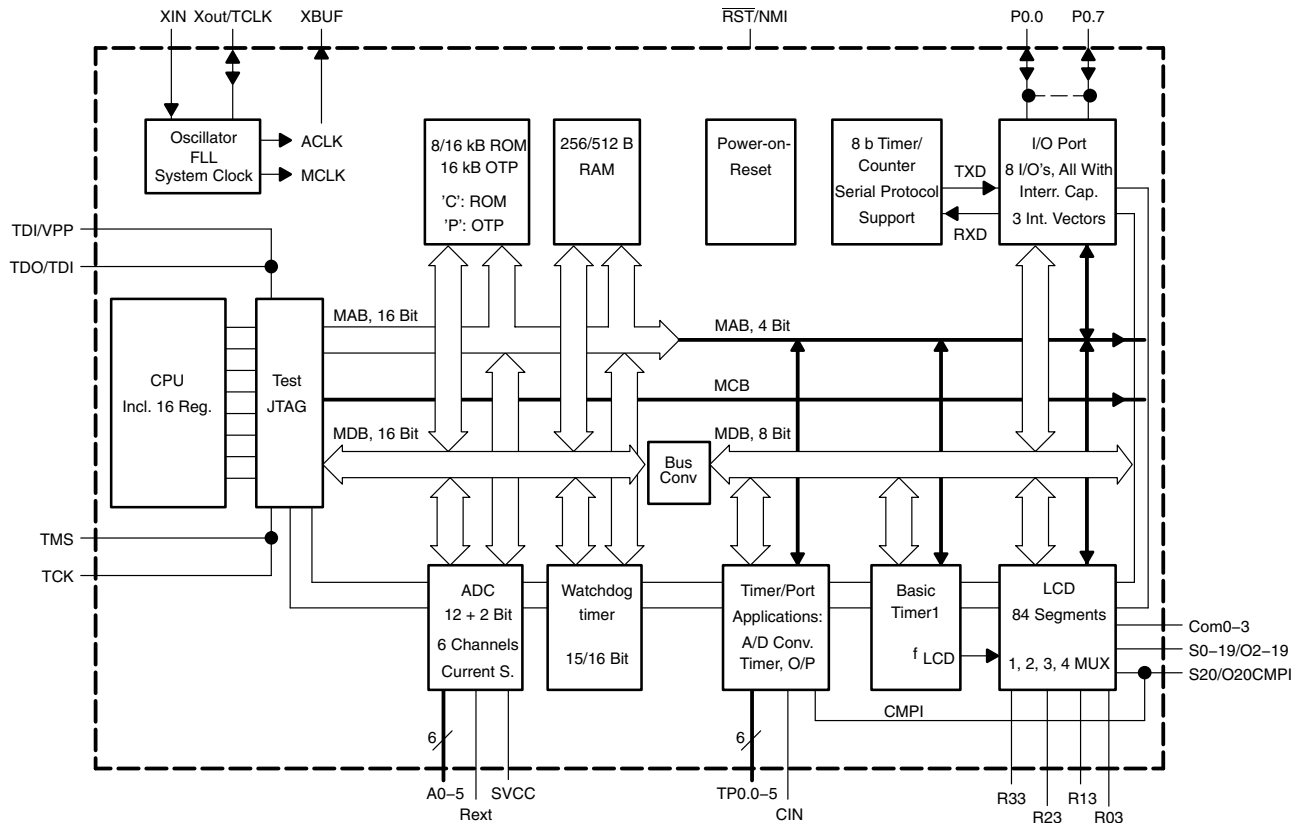 XIN Xout/TCLK XBUF RST/NMI P0.0 P0.7
Oscillator
FLL
System Clock
ACLK
MCLK
8/16 kB ROM
16 kB OTP
'C': ROM
'P': OTP
256/512 B
RAM
Power-on-
Reset
8 b Timer/
Counter
Serial Protocol
Support
TXD
RXD
I/O Port
8 I/O's, All With
Interr. Cap.
3 Int. Vectors
TDI/VPP
TDO/TDI
CPU
Incl. 16 Reg.
Test
JTAG
MAB, 16 Bit
MAB, 4 Bit
MCB
MDB, 16 Bit
Bus
Conv
MDB, 8 Bit
TMS
TCK
ADC
12 + 2 Bit
6 Channels
Current S.
Watchdog
timer
15/16 Bit
Timer/Port
Applications:
A/D Conv.
Timer, O/P
Basic
Timer1
f LCD
LCD
84 Segments
1, 2, 3, 4 MUX
Com0−3
S0−19/O2−19
S20/O20CMPI
CMPI
6
6
A0−5
Rext
SVCC
TP0.0−5
CIN
R33
R23
R13
R03